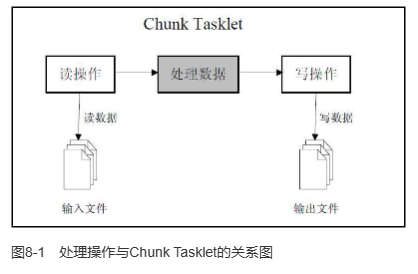 Chunk Tasklet
读操作
处理数据
写操作
读数据
写数据
输入文件
输出文件
图8-1 处理操作与Chunk Tasklet的关系图